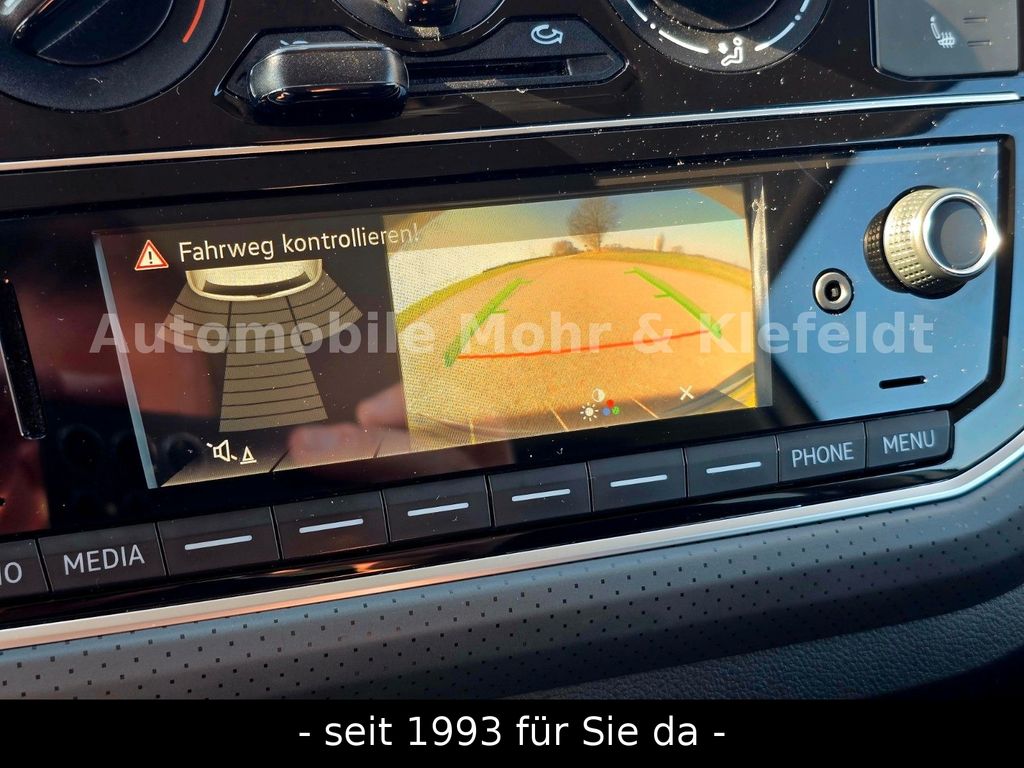 Fahrweg kontrollieren!
Automobile Mohr & Klefeldt
PHONE
MENU
MEDIA
- seit 1993 für Sie da -